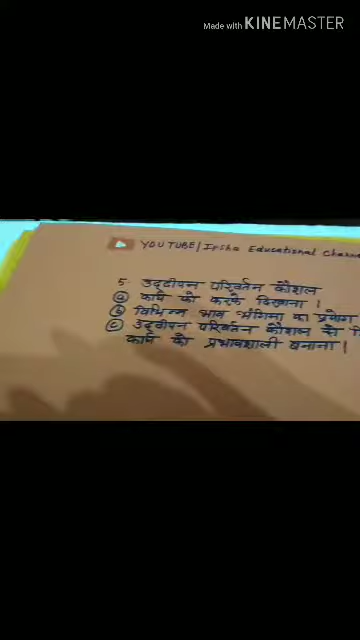 Made with KINEMASTER
YOUTUBE/Irsha Educational
5. उद्दीपन परिवर्तन कौशल
ⓐ कार्य को करके दिखाना ।
ⓑ विभिन्न भाव भंगिमा का प्रयोग
ⓒ उद्दीपन परिवर्तन कौशल को
कार्य को प्रभावशाली बनाना ।